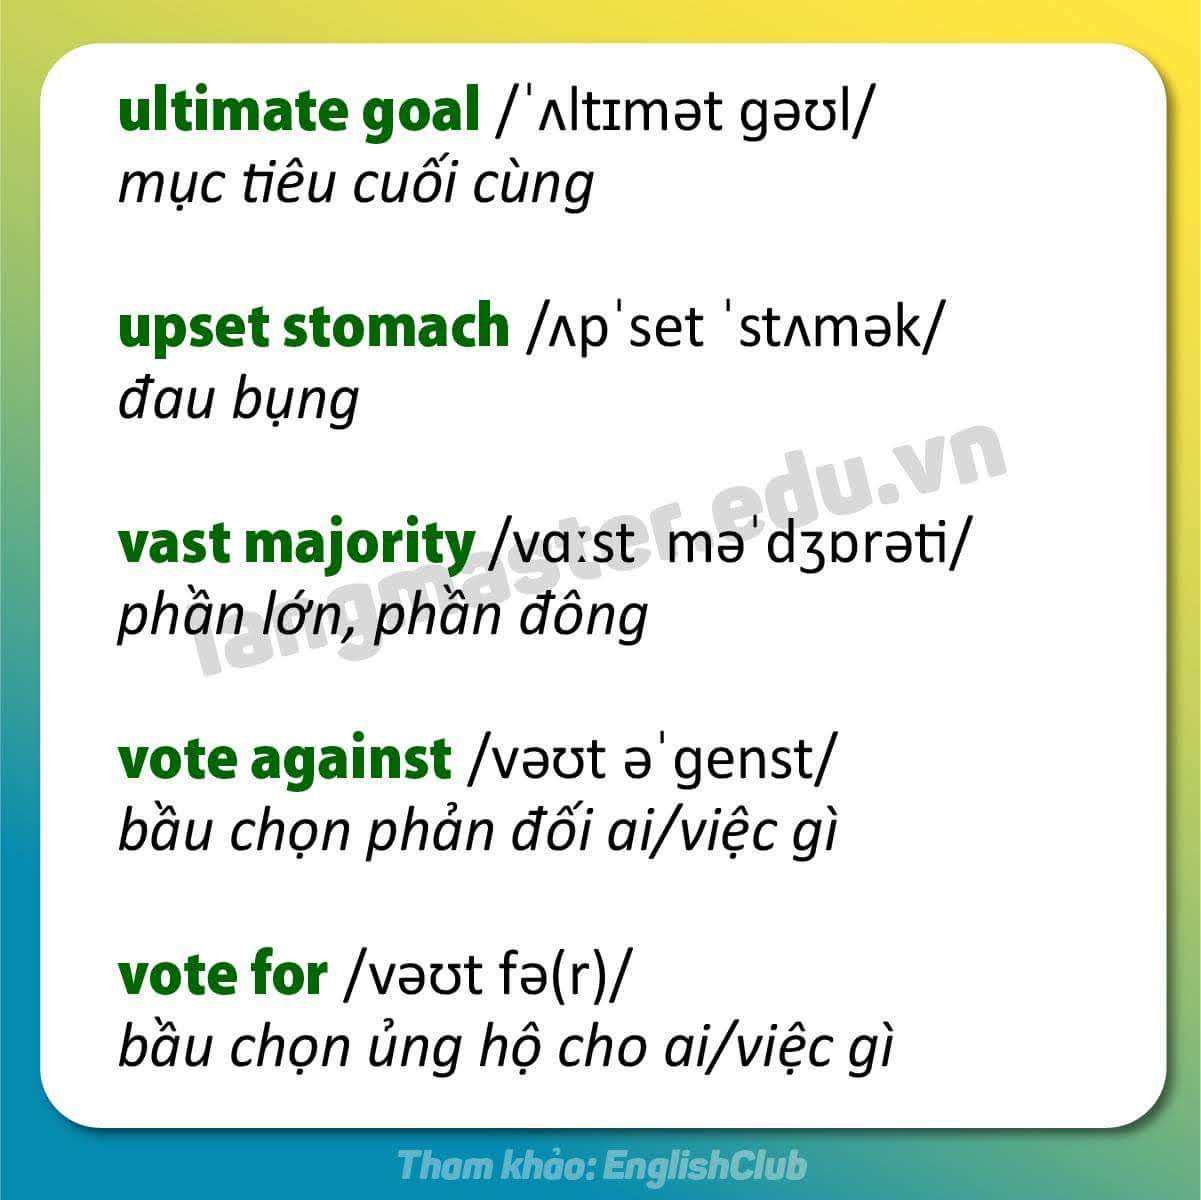 ultimate goal /ˈʌltɪmət gəʊl/
mục tiêu cuối cùng
upset stomach /ʌpˈset ˈstʌmək/
đau bụng
vast majority /vɑːst məˈdʒɒrəti/
phần lớn, phần đông
langmaster.edu.vn
vote against /vəʊt əˈgenst/
bầu chọn phản đối ai/việc gì
vote for /vəʊt fə(r)/
bầu chọn ủng hộ cho ai/việc gì
Tham khảo: EnglishClub